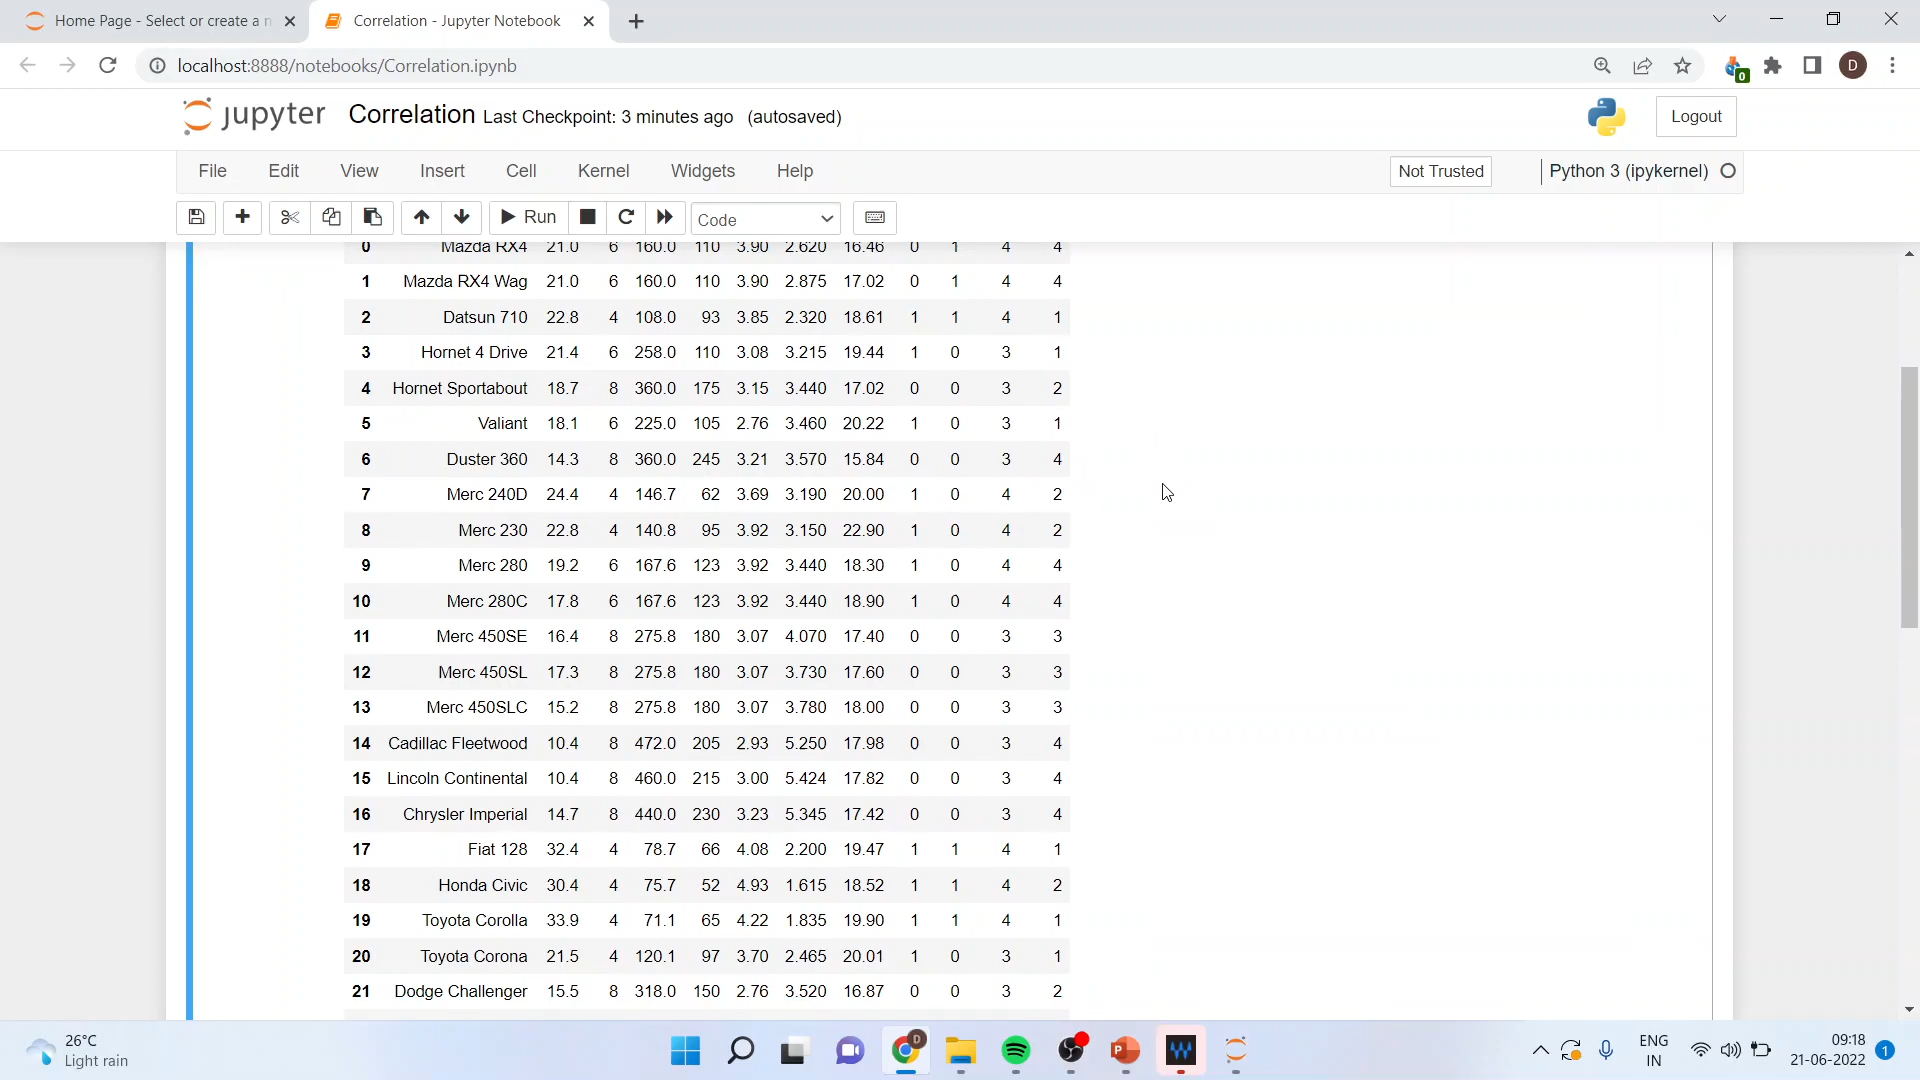 Home Page - Select or create a n
Correlation - Jupyter Notebook
localhost:8888/notebooks/Correlation.ipynb
0
D
jupyter
Correlation Last Checkpoint: 3 minutes ago (autosaved)
Logout
File Edit View Insert Cell Kernel Widgets Help
Not Trusted
Python 3 (ipykernel)
Run
Code
0 Mazda RX4 21.0 6 160.0 110 3.90 2.620 16.46 0 1 4 4
1 Mazda RX4 Wag 21.0 6 160.0 110 3.90 2.875 17.02 0 1 4 4
2 Datsun 710 22.8 4 108.0 93 3.85 2.320 18.61 1 1 4 1
3 Hornet 4 Drive 21.4 6 258.0 110 3.08 3.215 19.44 1 0 3 1
4 Hornet Sportabout 18.7 8 360.0 175 3.15 3.440 17.02 0 0 3 2
5 Valiant 18.1 6 225.0 105 2.76 3.460 20.22 1 0 3 1
6 Duster 360 14.3 8 360.0 245 3.21 3.570 15.84 0 0 3 4
7 Merc 240D 24.4 4 146.7 62 3.69 3.190 20.00 1 0 4 2
8 Merc 230 22.8 4 140.8 95 3.92 3.150 22.90 1 0 4 2
9 Merc 280 19.2 6 167.6 123 3.92 3.440 18.30 1 0 4 4
10 Merc 280C 17.8 6 167.6 123 3.92 3.440 18.90 1 0 4 4
11 Merc 450SE 16.4 8 275.8 180 3.07 4.070 17.40 0 0 3 3
12 Merc 450SL 17.3 8 275.8 180 3.07 3.730 17.60 0 0 3 3
13 Merc 450SLC 15.2 8 275.8 180 3.07 3.780 18.00 0 0 3 3
14 Cadillac Fleetwood 10.4 8 472.0 205 2.93 5.250 17.98 0 0 3 4
15 Lincoln Continental 10.4 8 460.0 215 3.00 5.424 17.82 0 0 3 4
16 Chrysler Imperial 14.7 8 440.0 230 3.23 5.345 17.42 0 0 3 4
17 Fiat 128 32.4 4 78.7 66 4.08 2.200 19.47 1 1 4 1
18 Honda Civic 30.4 4 75.7 52 4.93 1.615 18.52 1 1 4 2
19 Toyota Corolla 33.9 4 71.1 65 4.22 1.835 19.90 1 1 4 1
20 Toyota Corona 21.5 4 120.1 97 3.70 2.465 20.01 1 0 3 1
21 Dodge Challenger 15.5 8 318.0 150 2.76 3.520 16.87 0 0 3 2
26°C
Light rain
D
P
W
ENG
IN
09:18
21-06-2022
1